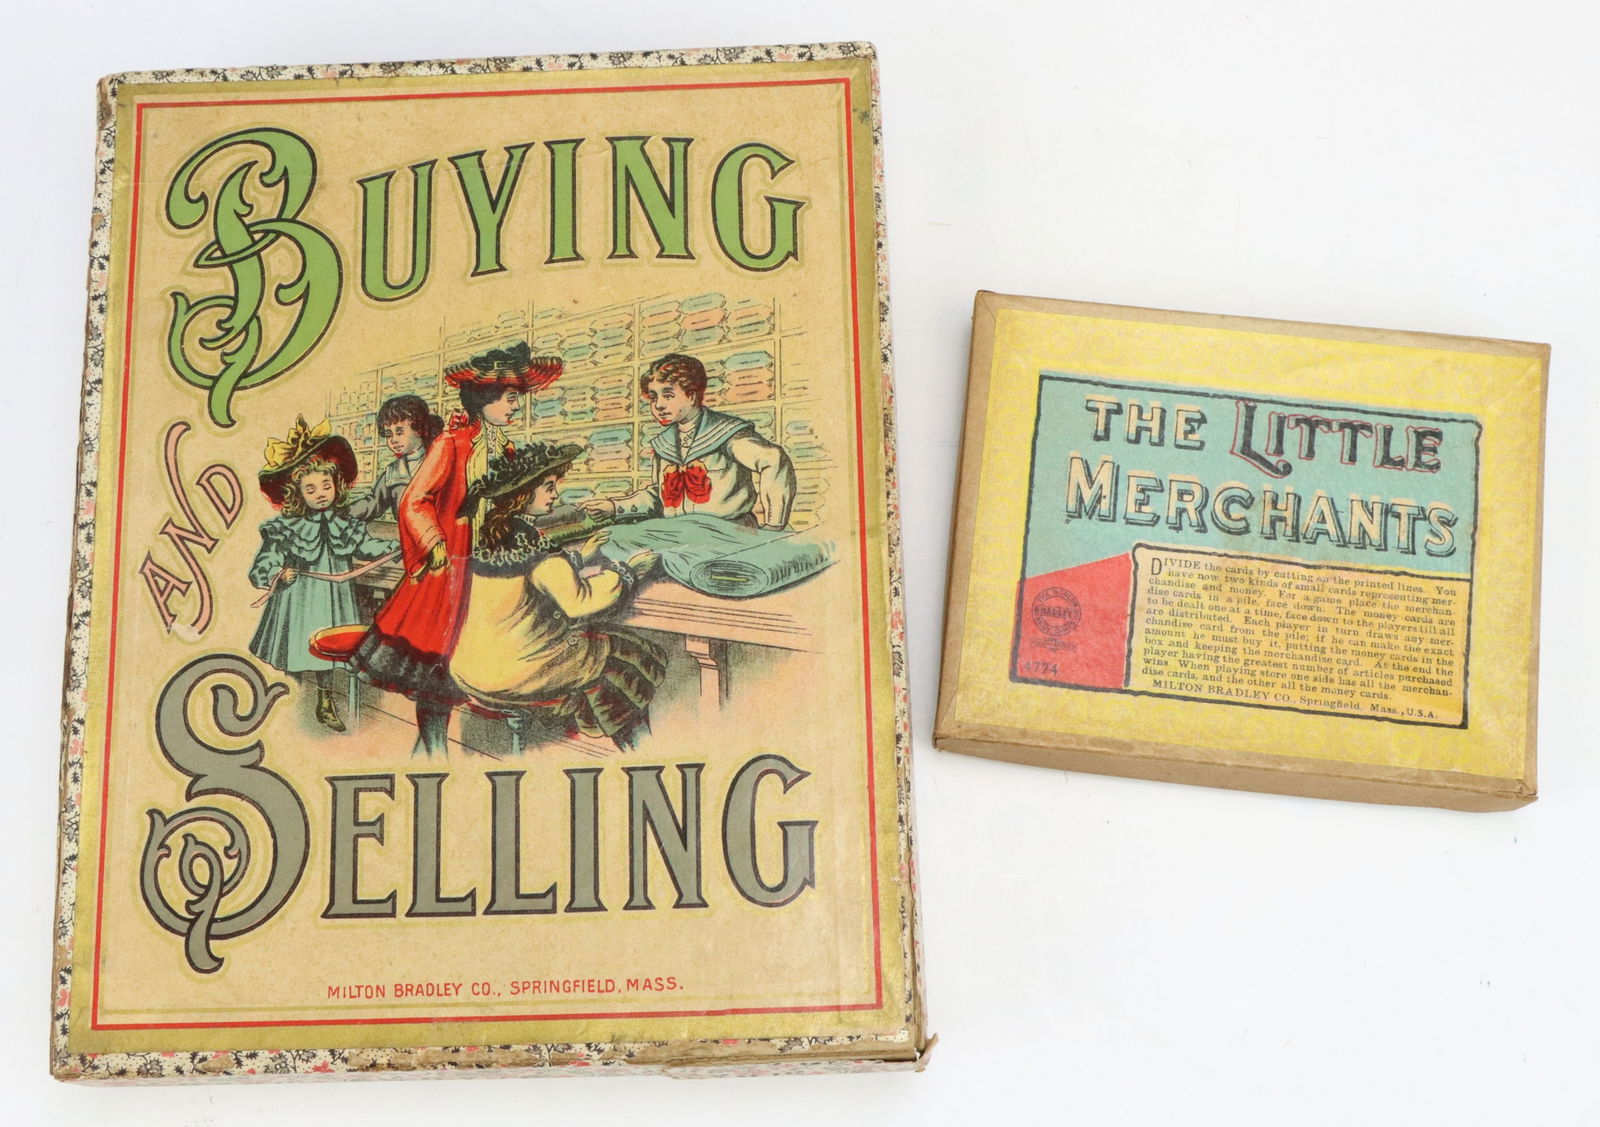 BUYING
AND
SELLING
MILTON BRADLEY CO., SPRINGFIELD, MASS.
THE LITTLE
MERCHANTS
DIVIDE the cards by cutting on the printed lines. You
have now two kinds of small cards representing mer-
chandise and money. For a game place the merchan-
dise cards in a pile, face down. The money cards are
to be dealt one at a time, face down to the players till all
are distributed. Each player in turn draws any mer-
chandise card from the pile; if he can make the exact
amount he must buy it, putting the money cards in the
box and keeping the merchandise card. At the end the
player having the greatest number of articles purchased
wins. When playing store one side has all the merchan-
dise cards, and the other all the money cards.
MILTON BRADLEY CO., Springfield, Mass., U.S.A.
BRADLEY
4774